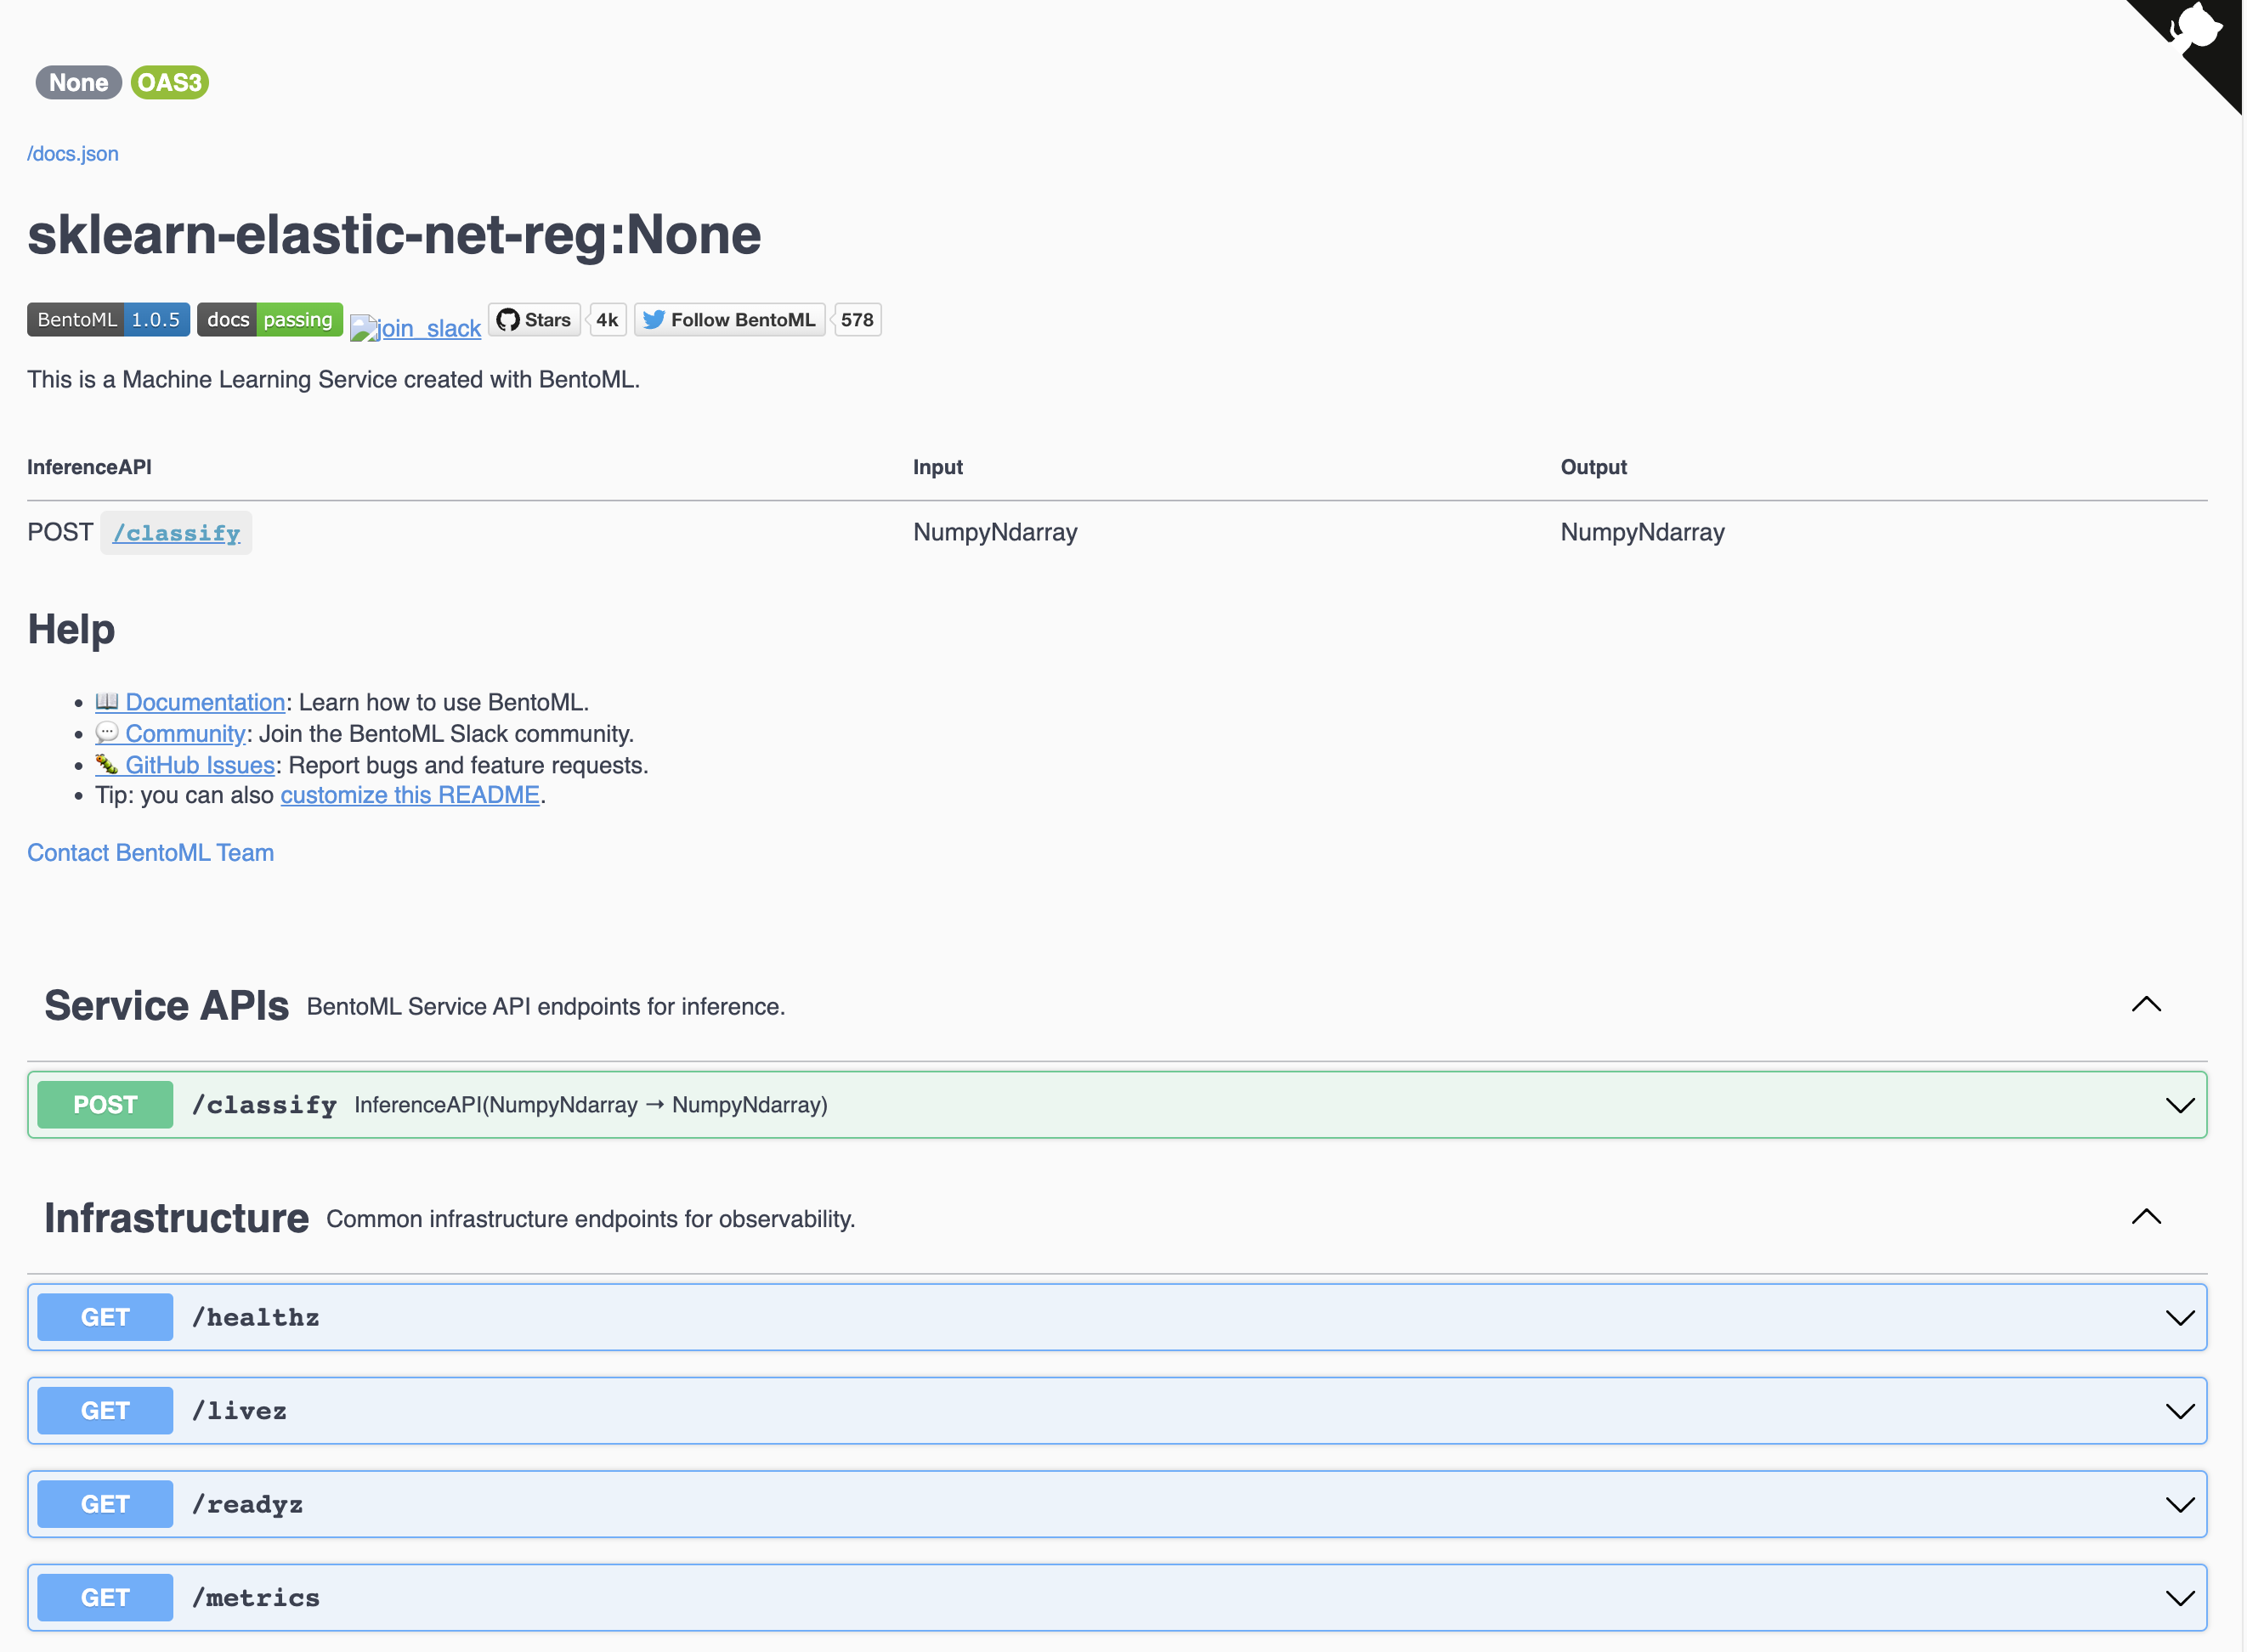 None OAS3
/docs.json
sklearn-elastic-net-reg:None
BentoML 1.0.5 docs passing join_slack Stars 4k Follow BentoML 578
This is a Machine Learning Service created with BentoML.
InferenceAPI Input Output
POST /classify NumpyNdarray NumpyNdarray
Help
• 📖 Documentation: Learn how to use BentoML.
• 💬 Community: Join the BentoML Slack community.
• 🐛 GitHub Issues: Report bugs and feature requests.
• Tip: you can also customize this README.
Contact BentoML Team
Service APIs BentoML Service API endpoints for inference.
POST /classify InferenceAPI(NumpyNdarray → NumpyNdarray)
Infrastructure Common infrastructure endpoints for observability.
GET /healthz
GET /livez
GET /readyz
GET /metrics